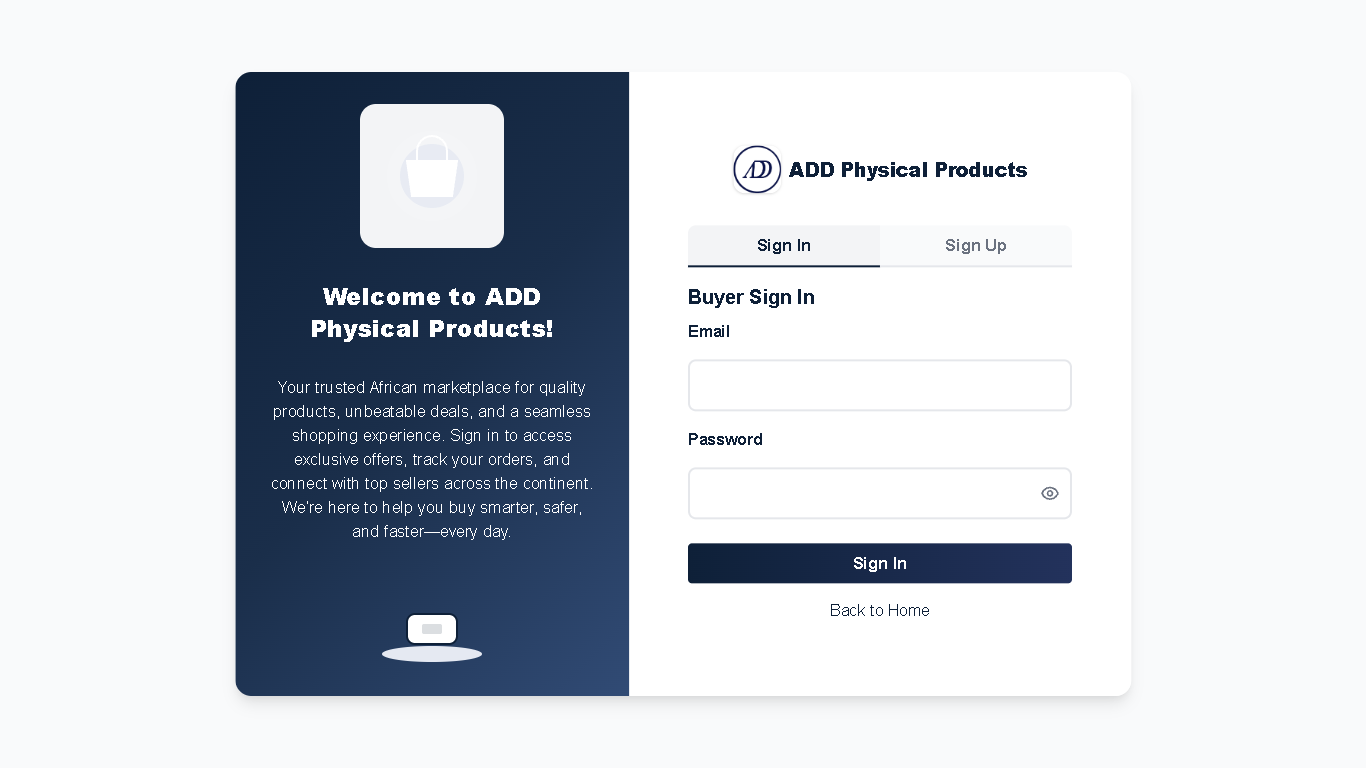 Welcome to ADD
Physical Products!
Your trusted African marketplace for quality
products, unbeatable deals, and a seamless
shopping experience. Sign in to access
exclusive offers, track your orders, and
connect with top sellers across the continent.
We're here to help you buy smarter, safer,
and faster—every day.
ADD ADD Physical Products
Sign In Sign Up
Buyer Sign In
Email
Password
Sign In
Back to Home